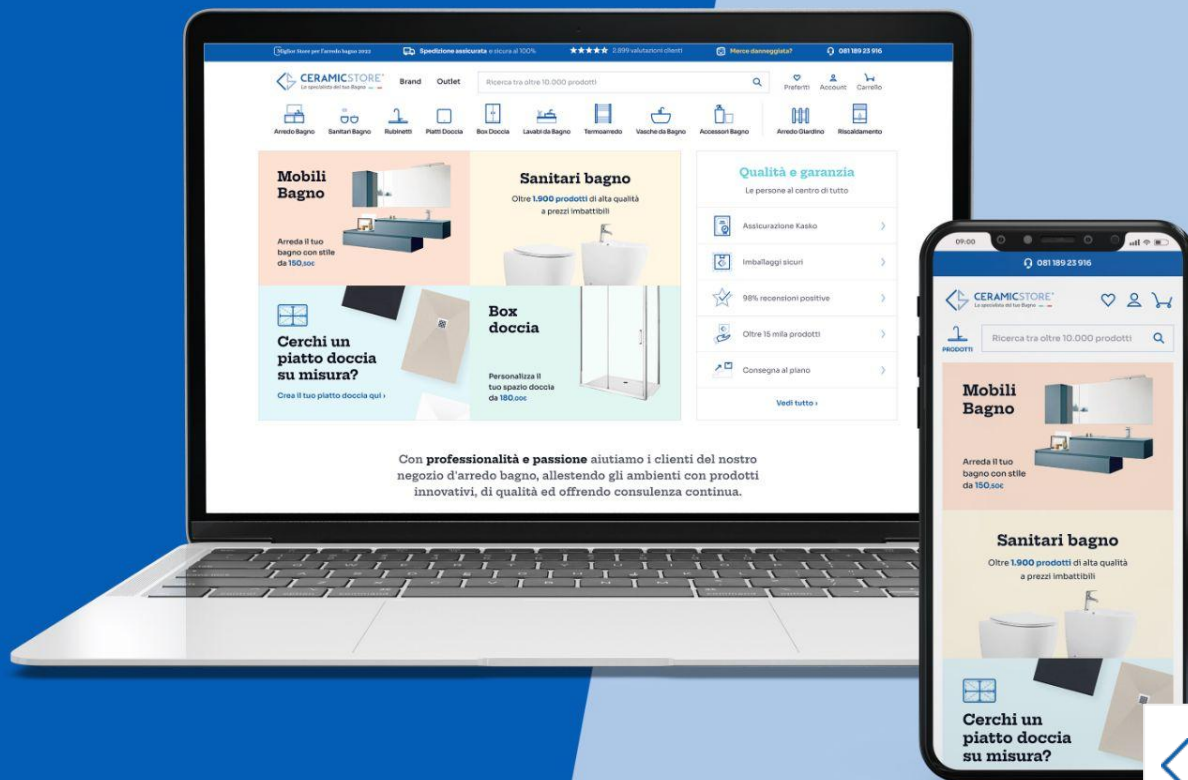 Miglior Store per l'arredo bagno 2022
Spedizione assicurata e sicura al 100%
2.899 valutazioni clienti
Merce danneggiata?
081 189 23 916
CERAMICSTORE
Lo specialista del tuo Bagno
Brand
Outlet
Ricerca tra oltre 10.000 prodotti
Preferiti
Account
Carrello
Arredo Bagno
Sanitari Bagno
Rubinetti
Piatti Doccia
Box Doccia
Lavabi da Bagno
Termoarredo
Vasche da Bagno
Accessori Bagno
Arredo Giardino
Riscaldamento
Mobili
Bagno
Arreda il tuo
bagno con stile
da 150,50€
Sanitari bagno
Oltre 1.900 prodotti di alta qualità
a prezzi imbattibili
Cerchi un
piatto doccia
su misura?
Crea il tuo piatto doccia qui ›
Box
doccia
Personalizza il
tuo spazio doccia
da 180,00€
Qualità e garanzia
Le persone al centro di tutto
Assicurazione Kasko
Imballaggi sicuri
98% recensioni positive
Oltre 15 mila prodotti
Consegna al piano
Vedi tutto ›
Con professionalità e passione aiutiamo i clienti del nostro
negozio d'arredo bagno, allestendo gli ambienti con prodotti
innovativi, di qualità ed offrendo consulenza continua.
09:00
081 189 23 916
CERAMICSTORE
Lo specialista del tuo Bagno
PRODOTTI
Ricerca tra oltre 10.000 prodotti
Mobili
Bagno
Arreda il tuo
bagno con stile
da 150,50€
Sanitari bagno
Oltre 1.900 prodotti di alta qualità
a prezzi imbattibili
Cerchi un
piatto doccia
su misura?